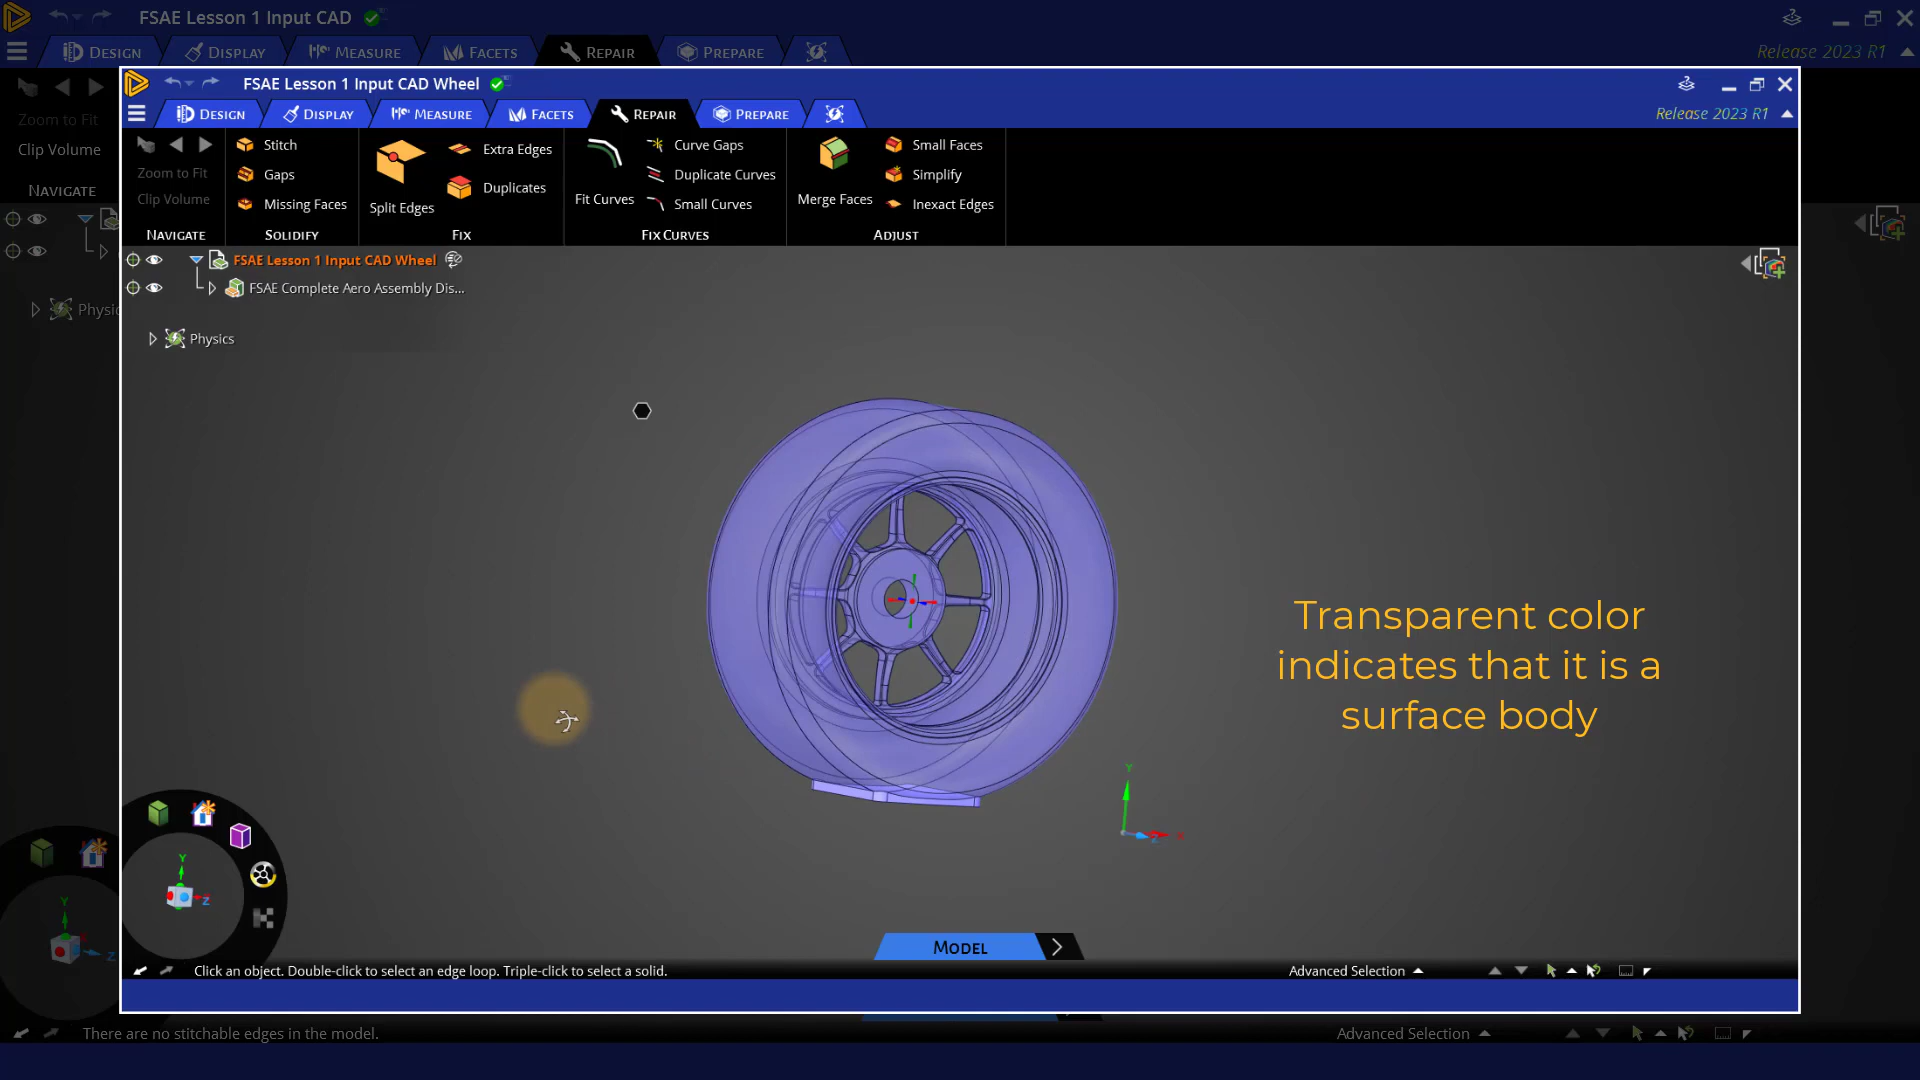 FSAE Lesson 1 Input CAD
DESIGN DISPLAY MEASURE FACETS REPAIR PREPARE
Release 2023 R1
Zoom to Fit
Clip Volume
NAVIGATE
FSAE Lesson 1 Input CAD Wheel
DESIGN DISPLAY MEASURE FACETS REPAIR PREPARE
Release 2023 R1
Zoom to Fit
Clip Volume
NAVIGATE
Stitch
Gaps
Missing Faces
SOLIDIFY
Split Edges
Extra Edges
Duplicates
FIX
Fit Curves
Curve Gaps
Duplicate Curves
Small Curves
FIX CURVES
Merge Faces
Small Faces
Simplify
Inexact Edges
ADJUST
FSAE Lesson 1 Input CAD Wheel
FSAE Complete Aero Assembly Dis...
Physics
Physic
Transparent color
indicates that it is a
surface body
Y
X
Z
Y
Z
Y
Z
MODEL
Click an object. Double-click to select an edge loop. Triple-click to select a solid.
Advanced Selection
There are no stitchable edges in the model.
Advanced Selection